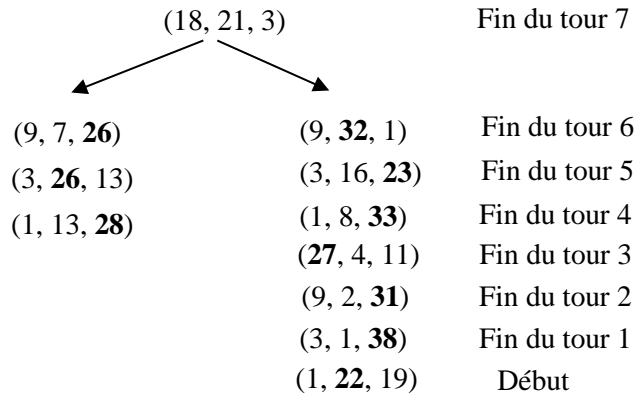 (18, 21, 3) Fin du tour 7
(9, 7, 26) (9, 32, 1) Fin du tour 6
(3, 26, 13) (3, 16, 23) Fin du tour 5
(1, 13, 28) (1, 8, 33) Fin du tour 4
(27, 4, 11) Fin du tour 3
(9, 2, 31) Fin du tour 2
(3, 1, 38) Fin du tour 1
(1, 22, 19) Début